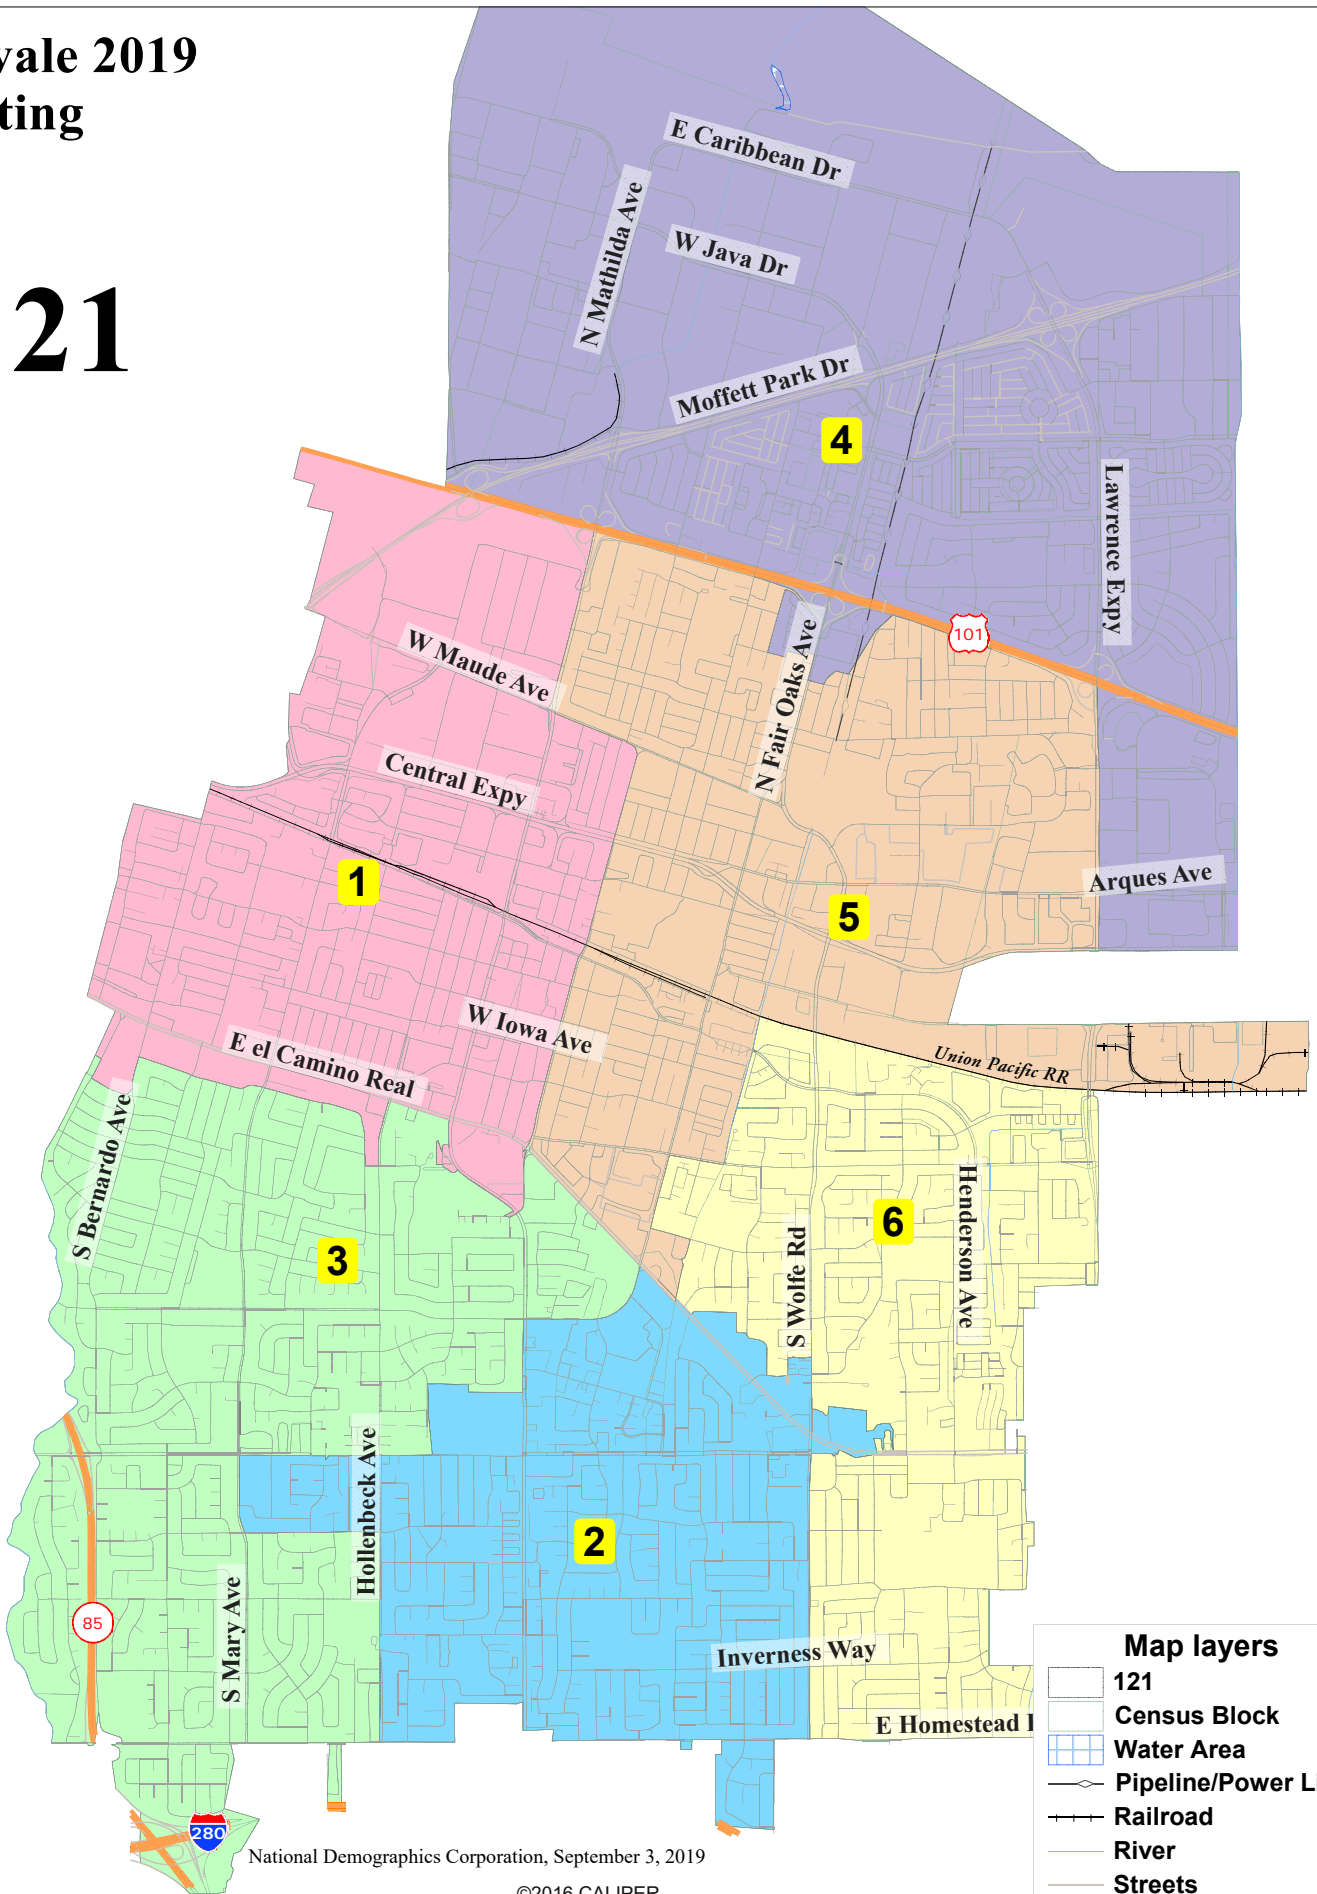 vale 2019
ting
21
E Caribbean Dr
N Mathilda Ave
W Java Dr
Moffett Park Dr
4
Lawrence Expy
101
W Maude Ave
N Fair Oaks Ave
Central Expy
1
Arques Ave
5
W Iowa Ave
E el Camino Real
Union Pacific RR
S Bernardo Ave
Henderson Ave
6
S Wolfe Rd
3
Hollenbeck Ave
2
85
S Mary Ave
Inverness Way
E Homestead
280
Map layers
121
Census Block
Water Area
Pipeline/Power L
Railroad
River
Streets
National Demographics Corporation, September 3, 2019
©2016 CALIPER